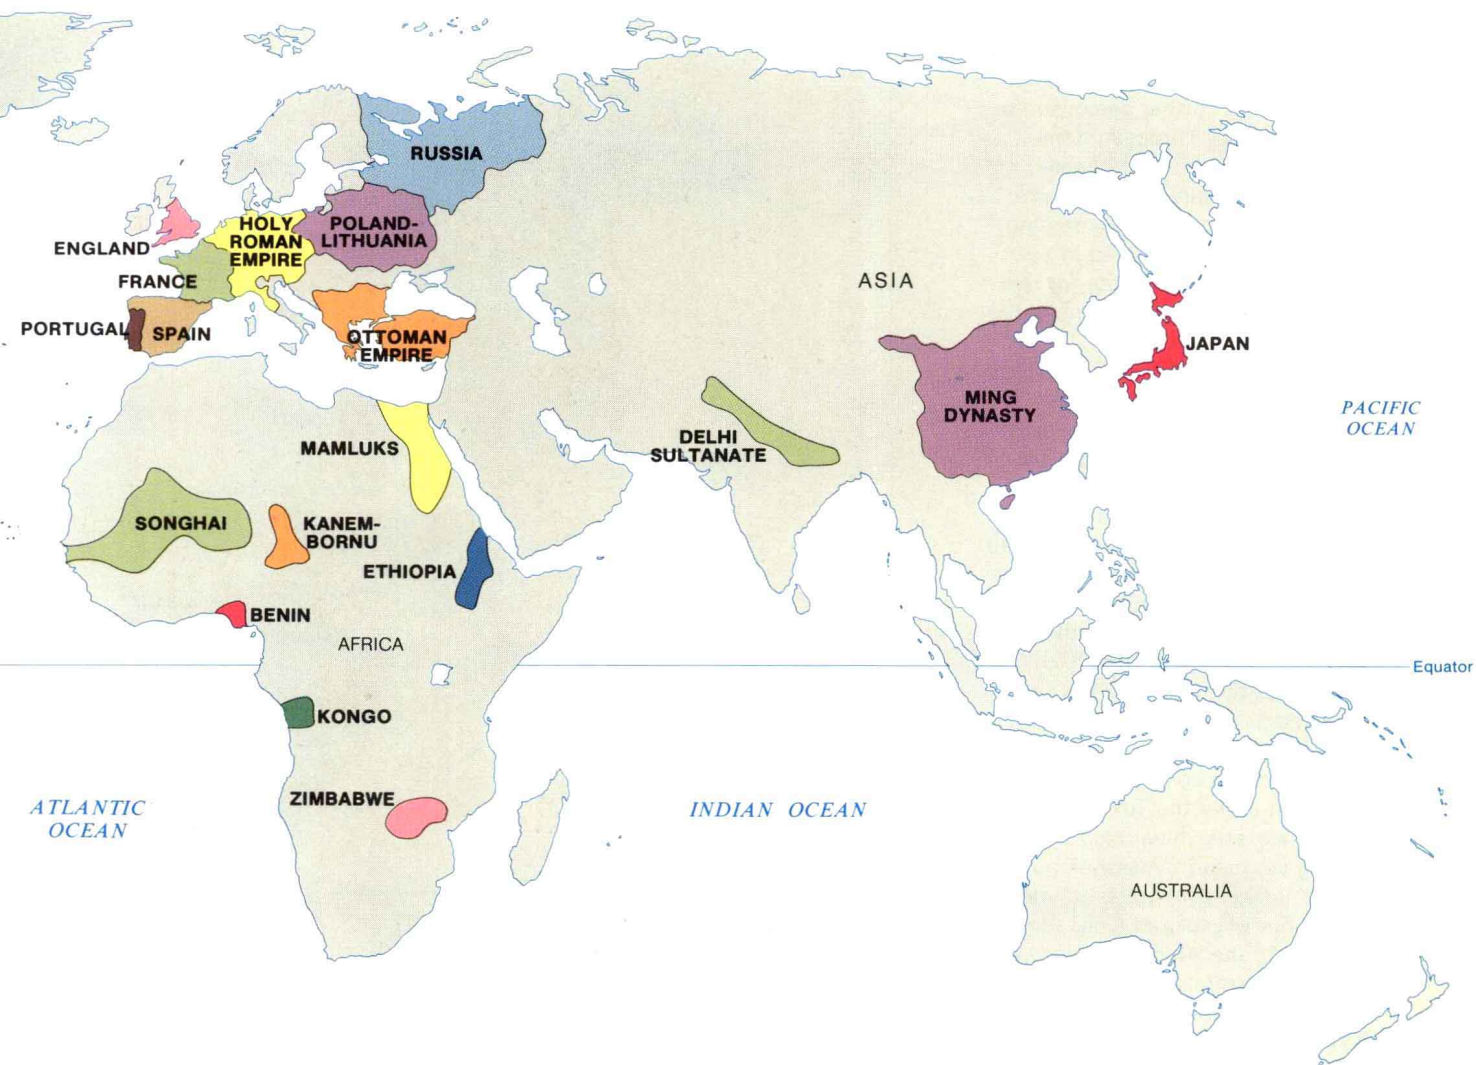 RUSSIA
HOLY
ROMAN
EMPIRE
POLAND-
LITHUANIA
ENGLAND
FRANCE
PORTUGAL
SPAIN
OTTOMAN
EMPIRE
ASIA
JAPAN
MING
DYNASTY
PACIFIC
OCEAN
MAMLUKS
DELHI
SULTANATE
SONGHAI
KANEM-
BORNU
ETHIOPIA
BENIN
AFRICA
Equator
KONGO
ZIMBABWE
ATLANTIC
OCEAN
INDIAN OCEAN
AUSTRALIA